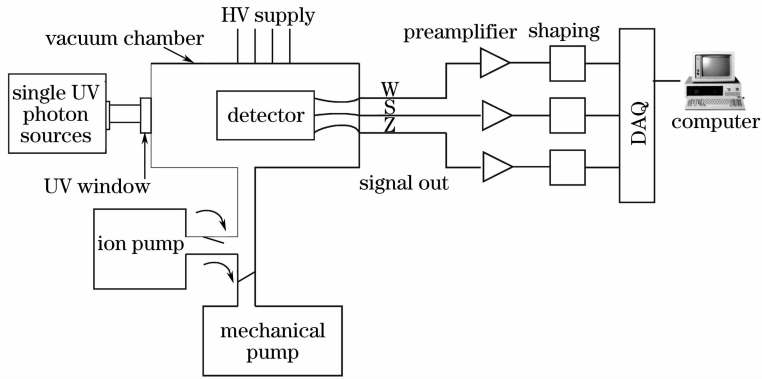 HV supply
vacuum chamber
preamplifier
shaping
single UV
photon
sources
detector
W
S
Z
DAQ
computer
UV window
signal out
ion pump
mechanical
pump